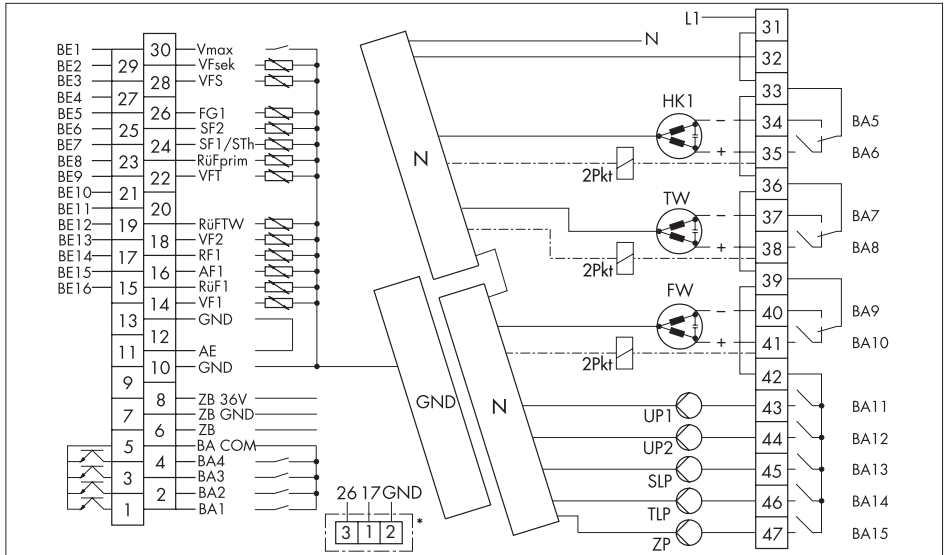 BE1 30 Vmax
BE2 29 VFsek
BE3 28 VFS
BE4 27
BE5 26 FG1
BE6 25 SF2
BE7 24 SF1/STh
BE8 23 RüFprim
BE9 22 VFT
BE10 21
BE11 20
BE12 19 RüFTW
BE13 18 VF2
BE14 17 RF1
BE15 16 AF1
BE16 15 RüF1
14 VF1
13 GND
12
11 AE
10 GND
9
8 ZB 36V
7 ZB GND
6 ZB
5 BA COM
4 BA4
3 BA3
2 BA2
1 BA1
26 17 GND
3 1 2 *
N
GND
N
L1 31
N
32
33
HK1
- 34 BA5
+ 35 BA6
2Pkt
36
TW
- 37 BA7
+ 38 BA8
2Pkt
39
FW
- 40 BA9
+ 41 BA10
2Pkt
42
UP1 43 BA11
UP2 44 BA12
SLP 45 BA13
TLP 46 BA14
ZP 47 BA15